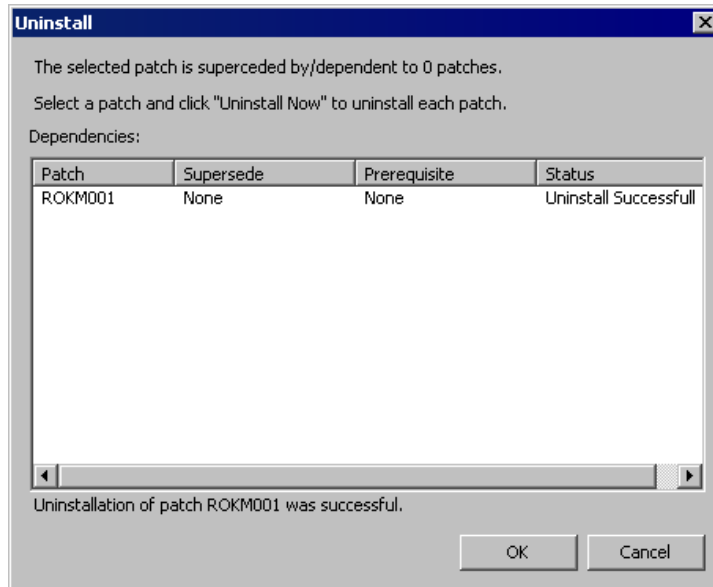 Uninstall
The selected patch is superceded by/dependent to 0 patches.
Select a patch and click "Uninstall Now" to uninstall each patch.
Dependencies:
Patch Supersede Prerequisite Status
ROKM001 None None Uninstall Successfull
Uninstallation of patch ROKM001 was successful.
OK Cancel